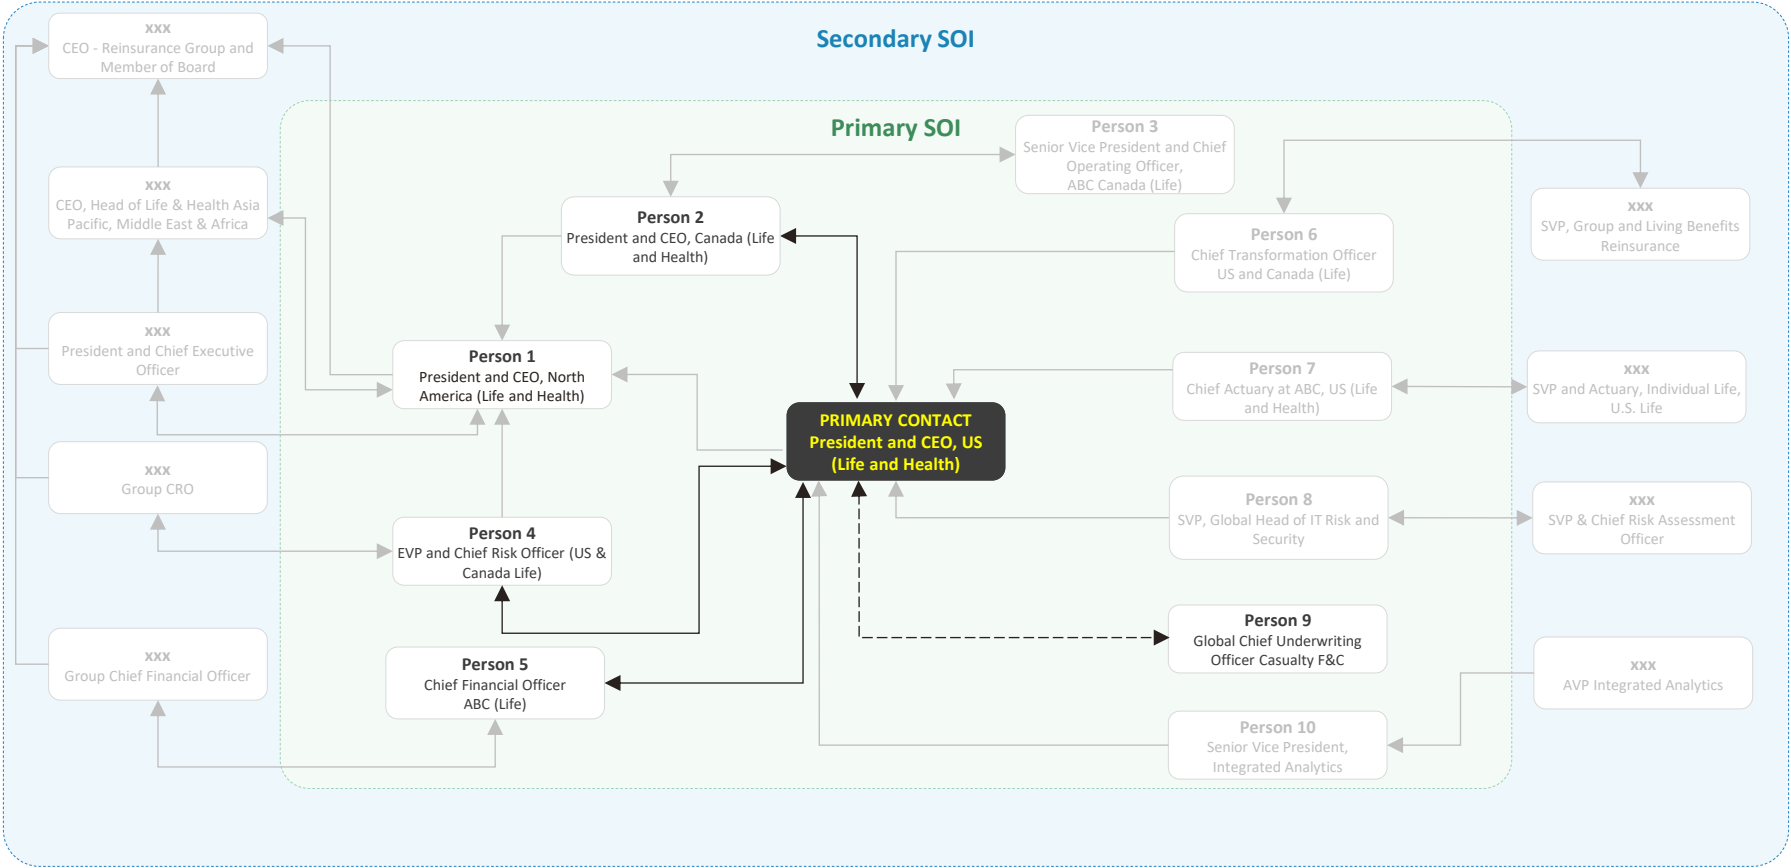 Secondary SOI
xxx
CEO - Reinsurance Group and
Member of Board
xxx
CEO, Head of Life & Health Asia
Pacific, Middle East & Africa
xxx
President and Chief Executive
Officer
xxx
Group CRO
xxx
Group Chief Financial Officer
Primary SOI
Person 3
Senior Vice President and Chief
Operating Officer,
ABC Canada (Life)
Person 2
President and CEO, Canada (Life
and Health)
Person 1
President and CEO, North
America (Life and Health)
PRIMARY CONTACT
President and CEO, US
(Life and Health)
Person 4
EVP and Chief Risk Officer (US &
Canada Life)
Person 5
Chief Financial Officer
ABC (Life)
Person 6
Chief Transformation Officer
US and Canada (Life)
Person 7
Chief Actuary at ABC, US (Life
and Health)
Person 8
SVP, Global Head of IT Risk and
Security
Person 9
Global Chief Underwriting
Officer Casualty F&C
Person 10
Senior Vice President,
Integrated Analytics
xxx
SVP, Group and Living Benefits
Reinsurance
xxx
SVP and Actuary, Individual Life,
U.S. Life
xxx
SVP & Chief Risk Assessment
Officer
xxx
AVP Integrated Analytics